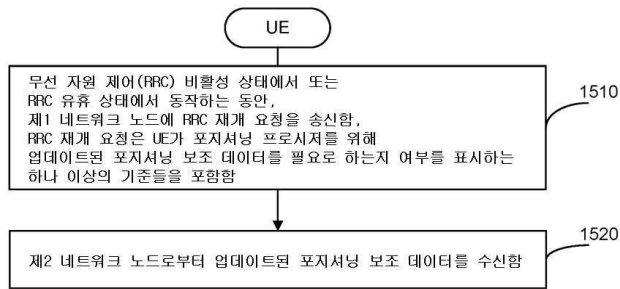 UE
무선 자원 제어(RRC) 비활성 상태에서 또는
RRC 유휴 상태에서 동작하는 동안,
제1 네트워크 노드에 RRC 재개 요청을 송신함,
RRC 재개 요청은 UE가 포지셔닝 프로시저를 위해
업데이트된 포지셔닝 보조 데이터를 필요로 하는지 여부를 표시하는
하나 이상의 기준들을 포함함
1510
제2 네트워크 노드로부터 업데이트된 포지셔닝 보조 데이터를 수신함
1520